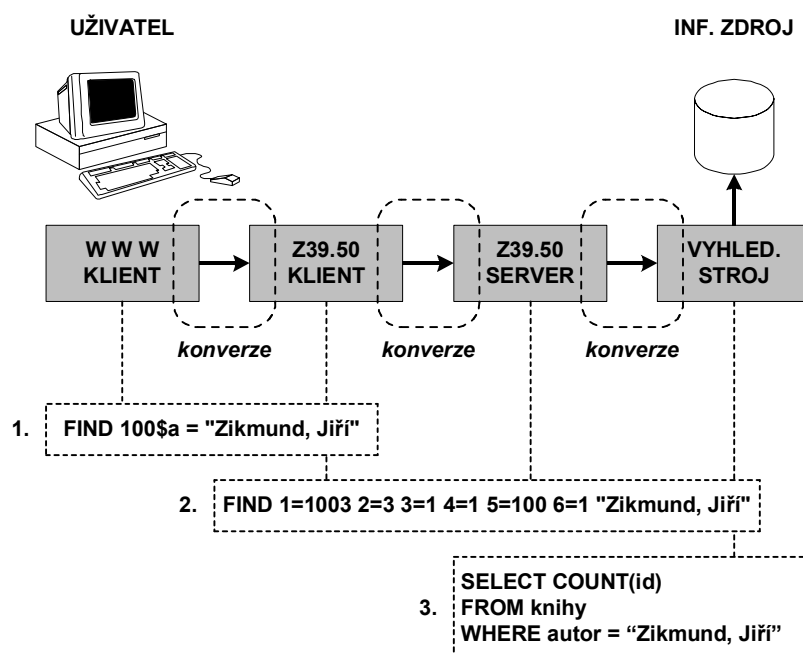 UŽIVATEL
INF. ZDROJ
W W W
KLIENT
Z39.50
KLIENT
Z39.50
SERVER
VYHLED.
STROJ
konverze
konverze
konverze
1. FIND 100$a = "Zikmund, Jiří"
2. FIND 1=1003 2=3 3=1 4=1 5=100 6=1 "Zikmund, Jiří"
SELECT COUNT(id)
3. FROM knihy
WHERE autor = “Zikmund, Jiří”